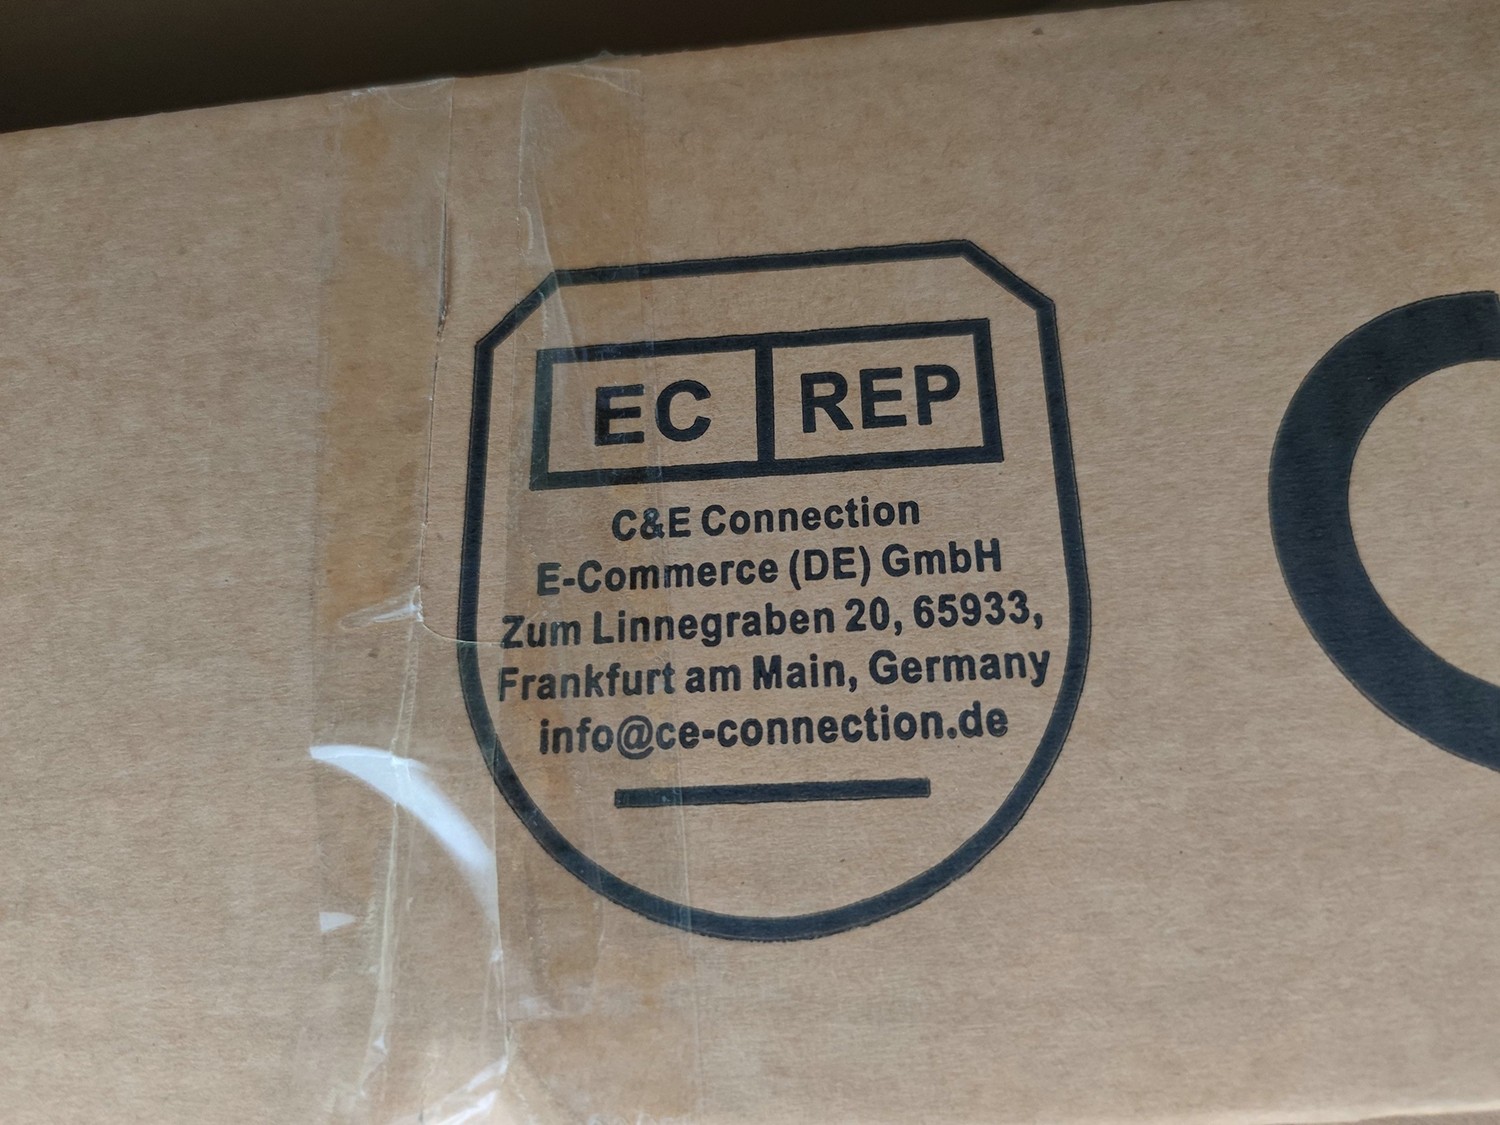 EC REP
C&E Connection
E-Commerce (DE) GmbH
Zum Linnegraben 20, 65933,
Frankfurt am Main, Germany
info@ce-connection.de